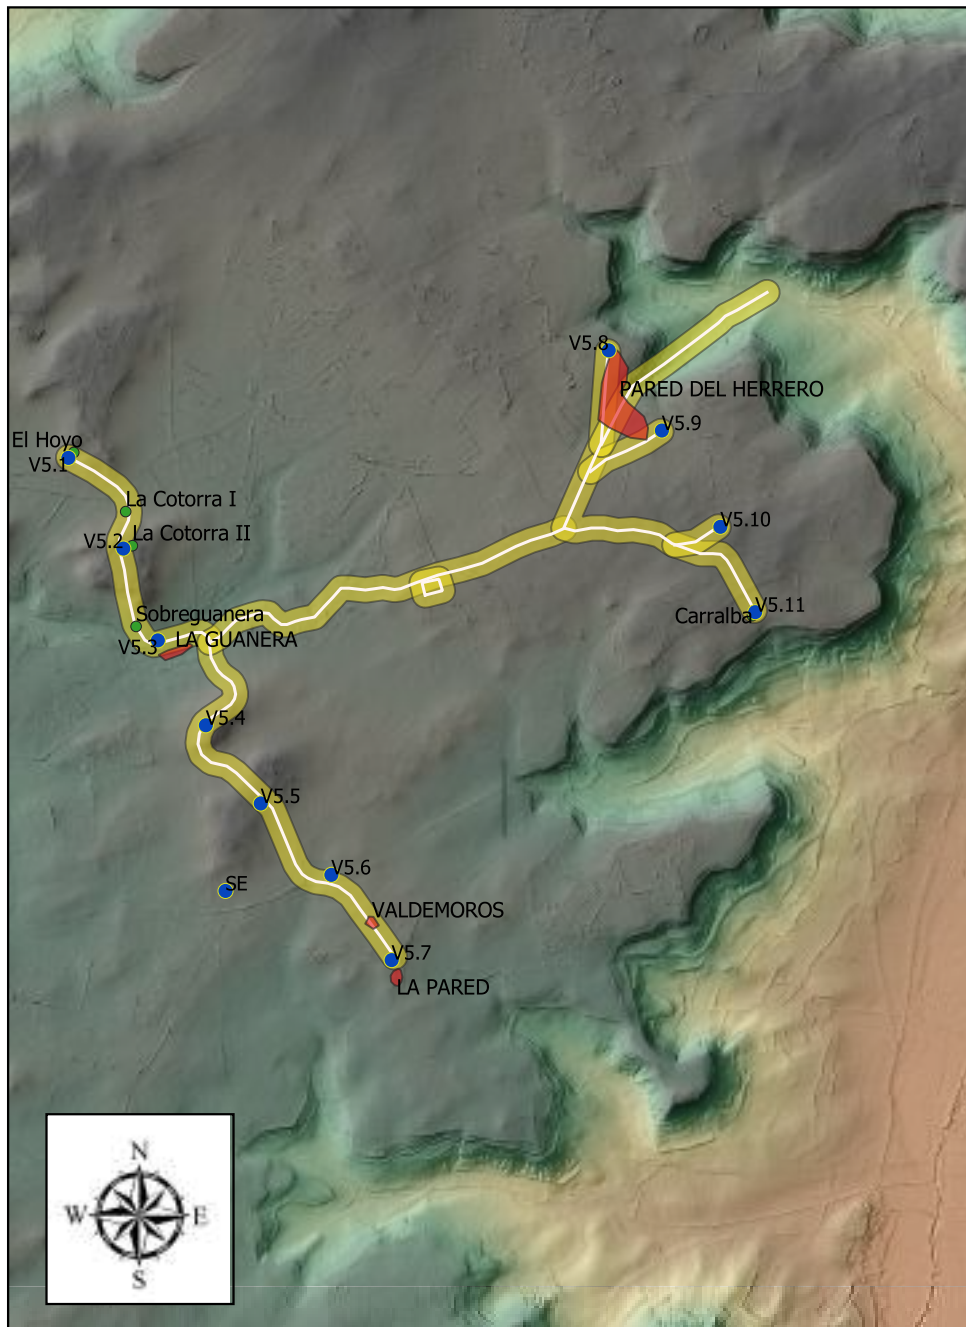 V5.8
PARED DEL HERRERO
V5.9
El Hoyo
V5.1
La Cotorra I
V5.10
La Cotorra II
V5.2
V5.11
Carralba
Sobreguanera
LA GUANERA
V5.3
V5.4
V5.5
V5.6
SE
VALDEMOROS
V5.7
LA PARED
N
W E
S